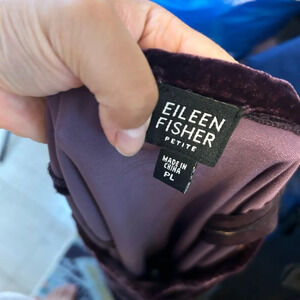 EILEEN
FISHER
PETITE
MADE IN
CHINA
PL